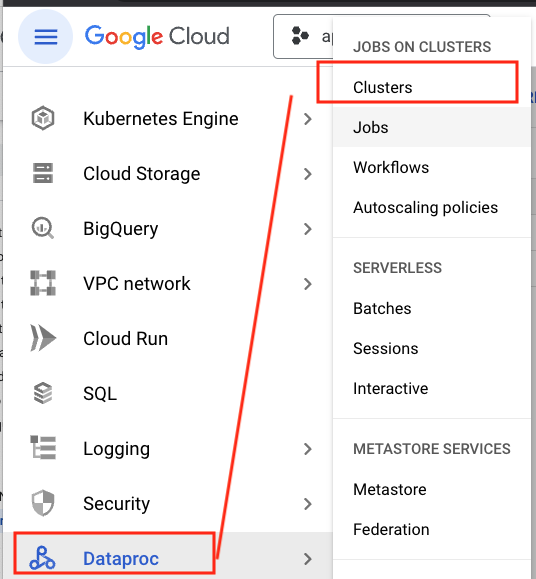 Google Cloud
ap
Kubernetes Engine
Cloud Storage
BigQuery
VPC network
Cloud Run
SQL
Logging
Security
Dataproc
JOBS ON CLUSTERS
Clusters
Jobs
Workflows
Autoscaling policies
SERVERLESS
Batches
Sessions
Interactive
METASTORE SERVICES
Metastore
Federation